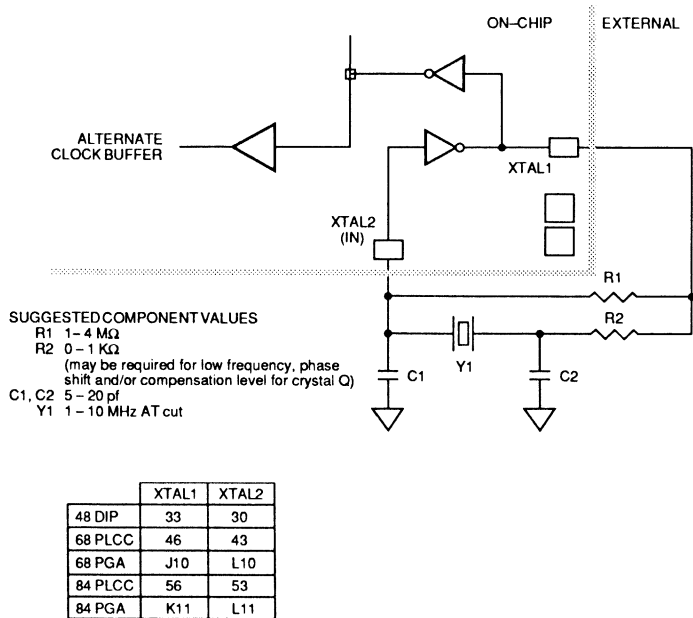 ON–CHIP EXTERNAL
ALTERNATE
CLOCK BUFFER
XTAL1
XTAL2
(IN)
R1
R2
Y1
C1
C2
SUGGESTED COMPONENT VALUES
R1 1–4 MΩ
R2 0–1 KΩ
(may be required for low frequency, phase
shift and/or compensation level for crystal Q)
C1, C2 5–20 pf
Y1 1–10 MHz AT cut
XTAL1 XTAL2
48 DIP 33 30
68 PLCC 46 43
68 PGA J10 L10
84 PLCC 56 53
84 PGA K11 L11